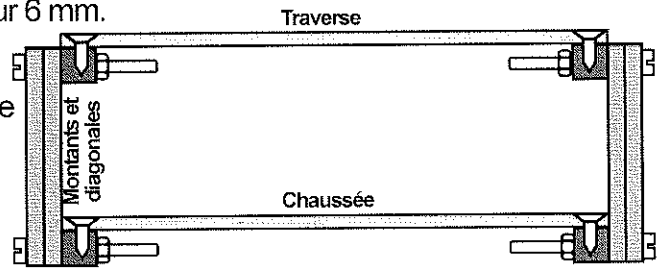 ur 6 mm.
Traverse
e
Montants et
diagonales
Chaussée